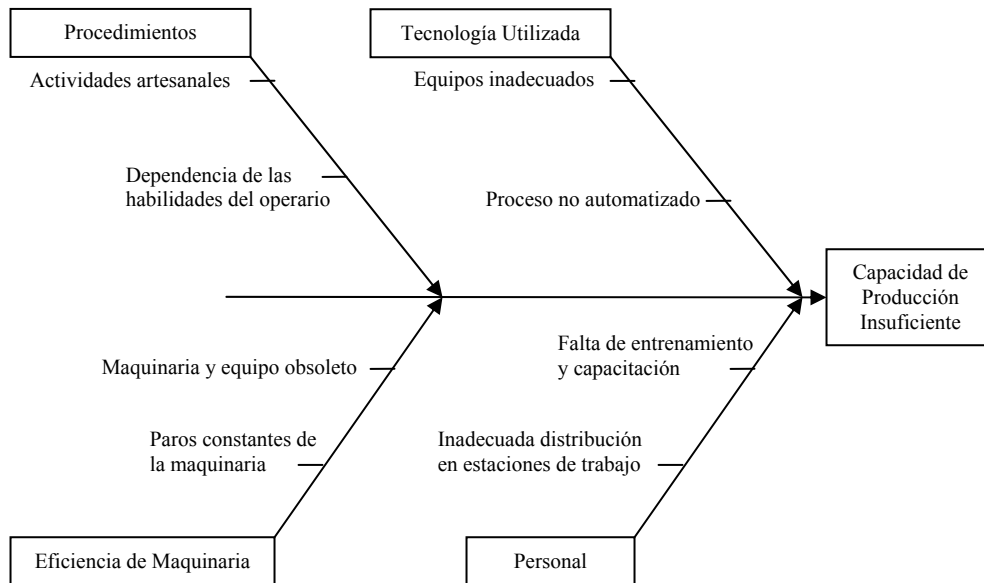 Procedimientos
Tecnología Utilizada
Actividades artesanales
Equipos inadecuados
Dependencia de las
habilidades del operario
Proceso no automatizado
Capacidad de
Producción
Insuficiente
Maquinaria y equipo obsoleto
Falta de entrenamiento
y capacitación
Paros constantes de
la maquinaria
Inadecuada distribución
en estaciones de trabajo
Eficiencia de Maquinaria
Personal